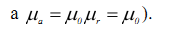 а μₐ = μ₀μᵣ = μ₀).